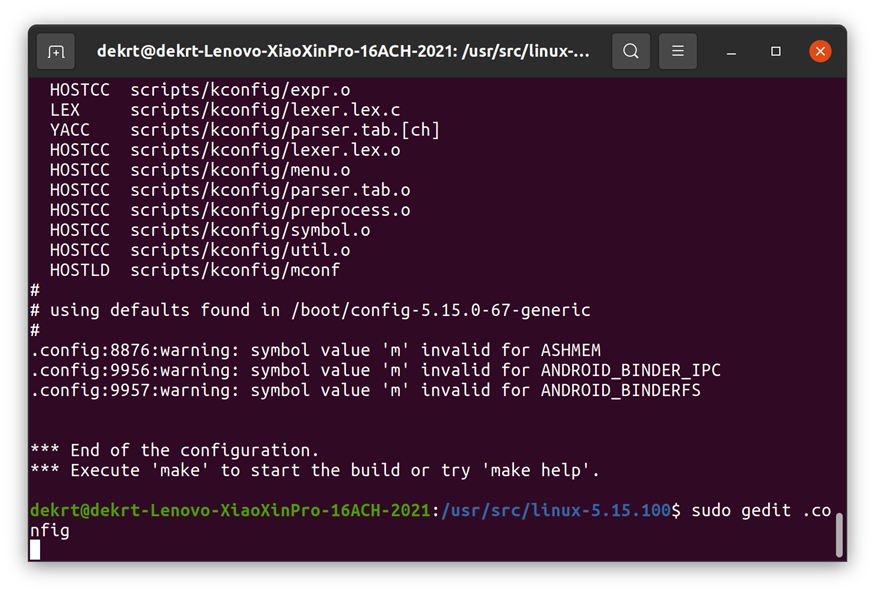 dekrt@dekrt-Lenovo-XiaoXinPro-16ACH-2021: /usr/src/linux-...
HOSTCC  scripts/kconfig/expr.o
LEX     scripts/kconfig/lexer.lex.c
YACC    scripts/kconfig/parser.tab.[ch]
HOSTCC  scripts/kconfig/lexer.lex.o
HOSTCC  scripts/kconfig/menu.o
HOSTCC  scripts/kconfig/parser.tab.o
HOSTCC  scripts/kconfig/preprocess.o
HOSTCC  scripts/kconfig/symbol.o
HOSTCC  scripts/kconfig/util.o
HOSTLD  scripts/kconfig/mconf
#
# using defaults found in /boot/config-5.15.0-67-generic
#
.config:8876:warning: symbol value 'm' invalid for ASHMEM
.config:9956:warning: symbol value 'm' invalid for ANDROID_BINDER_IPC
.config:9957:warning: symbol value 'm' invalid for ANDROID_BINDERFS
*** End of the configuration.
*** Execute 'make' to start the build or try 'make help'.
dekrt@dekrt-Lenovo-XiaoXinPro-16ACH-2021:/usr/src/linux-5.15.100$ sudo gedit .co
nfig